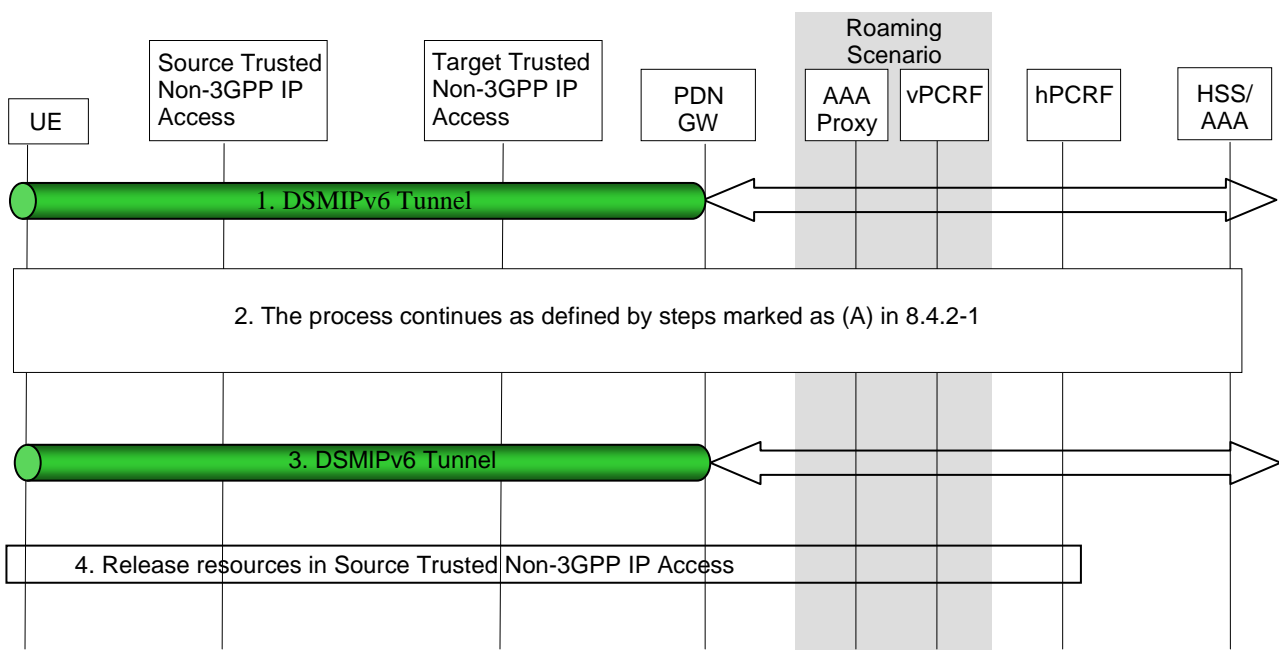 Roaming
Scenario
Source Trusted
Non-3GPP IP
Access
Target Trusted
Non-3GPP IP
Access
UE
PDN
GW
AAA
Proxy
vPCRF
hPCRF
HSS/
AAA
1. DSMIPv6 Tunnel
2. The process continues as defined by steps marked as (A) in 8.4.2-1
3. DSMIPv6 Tunnel
4. Release resources in Source Trusted Non-3GPP IP Access